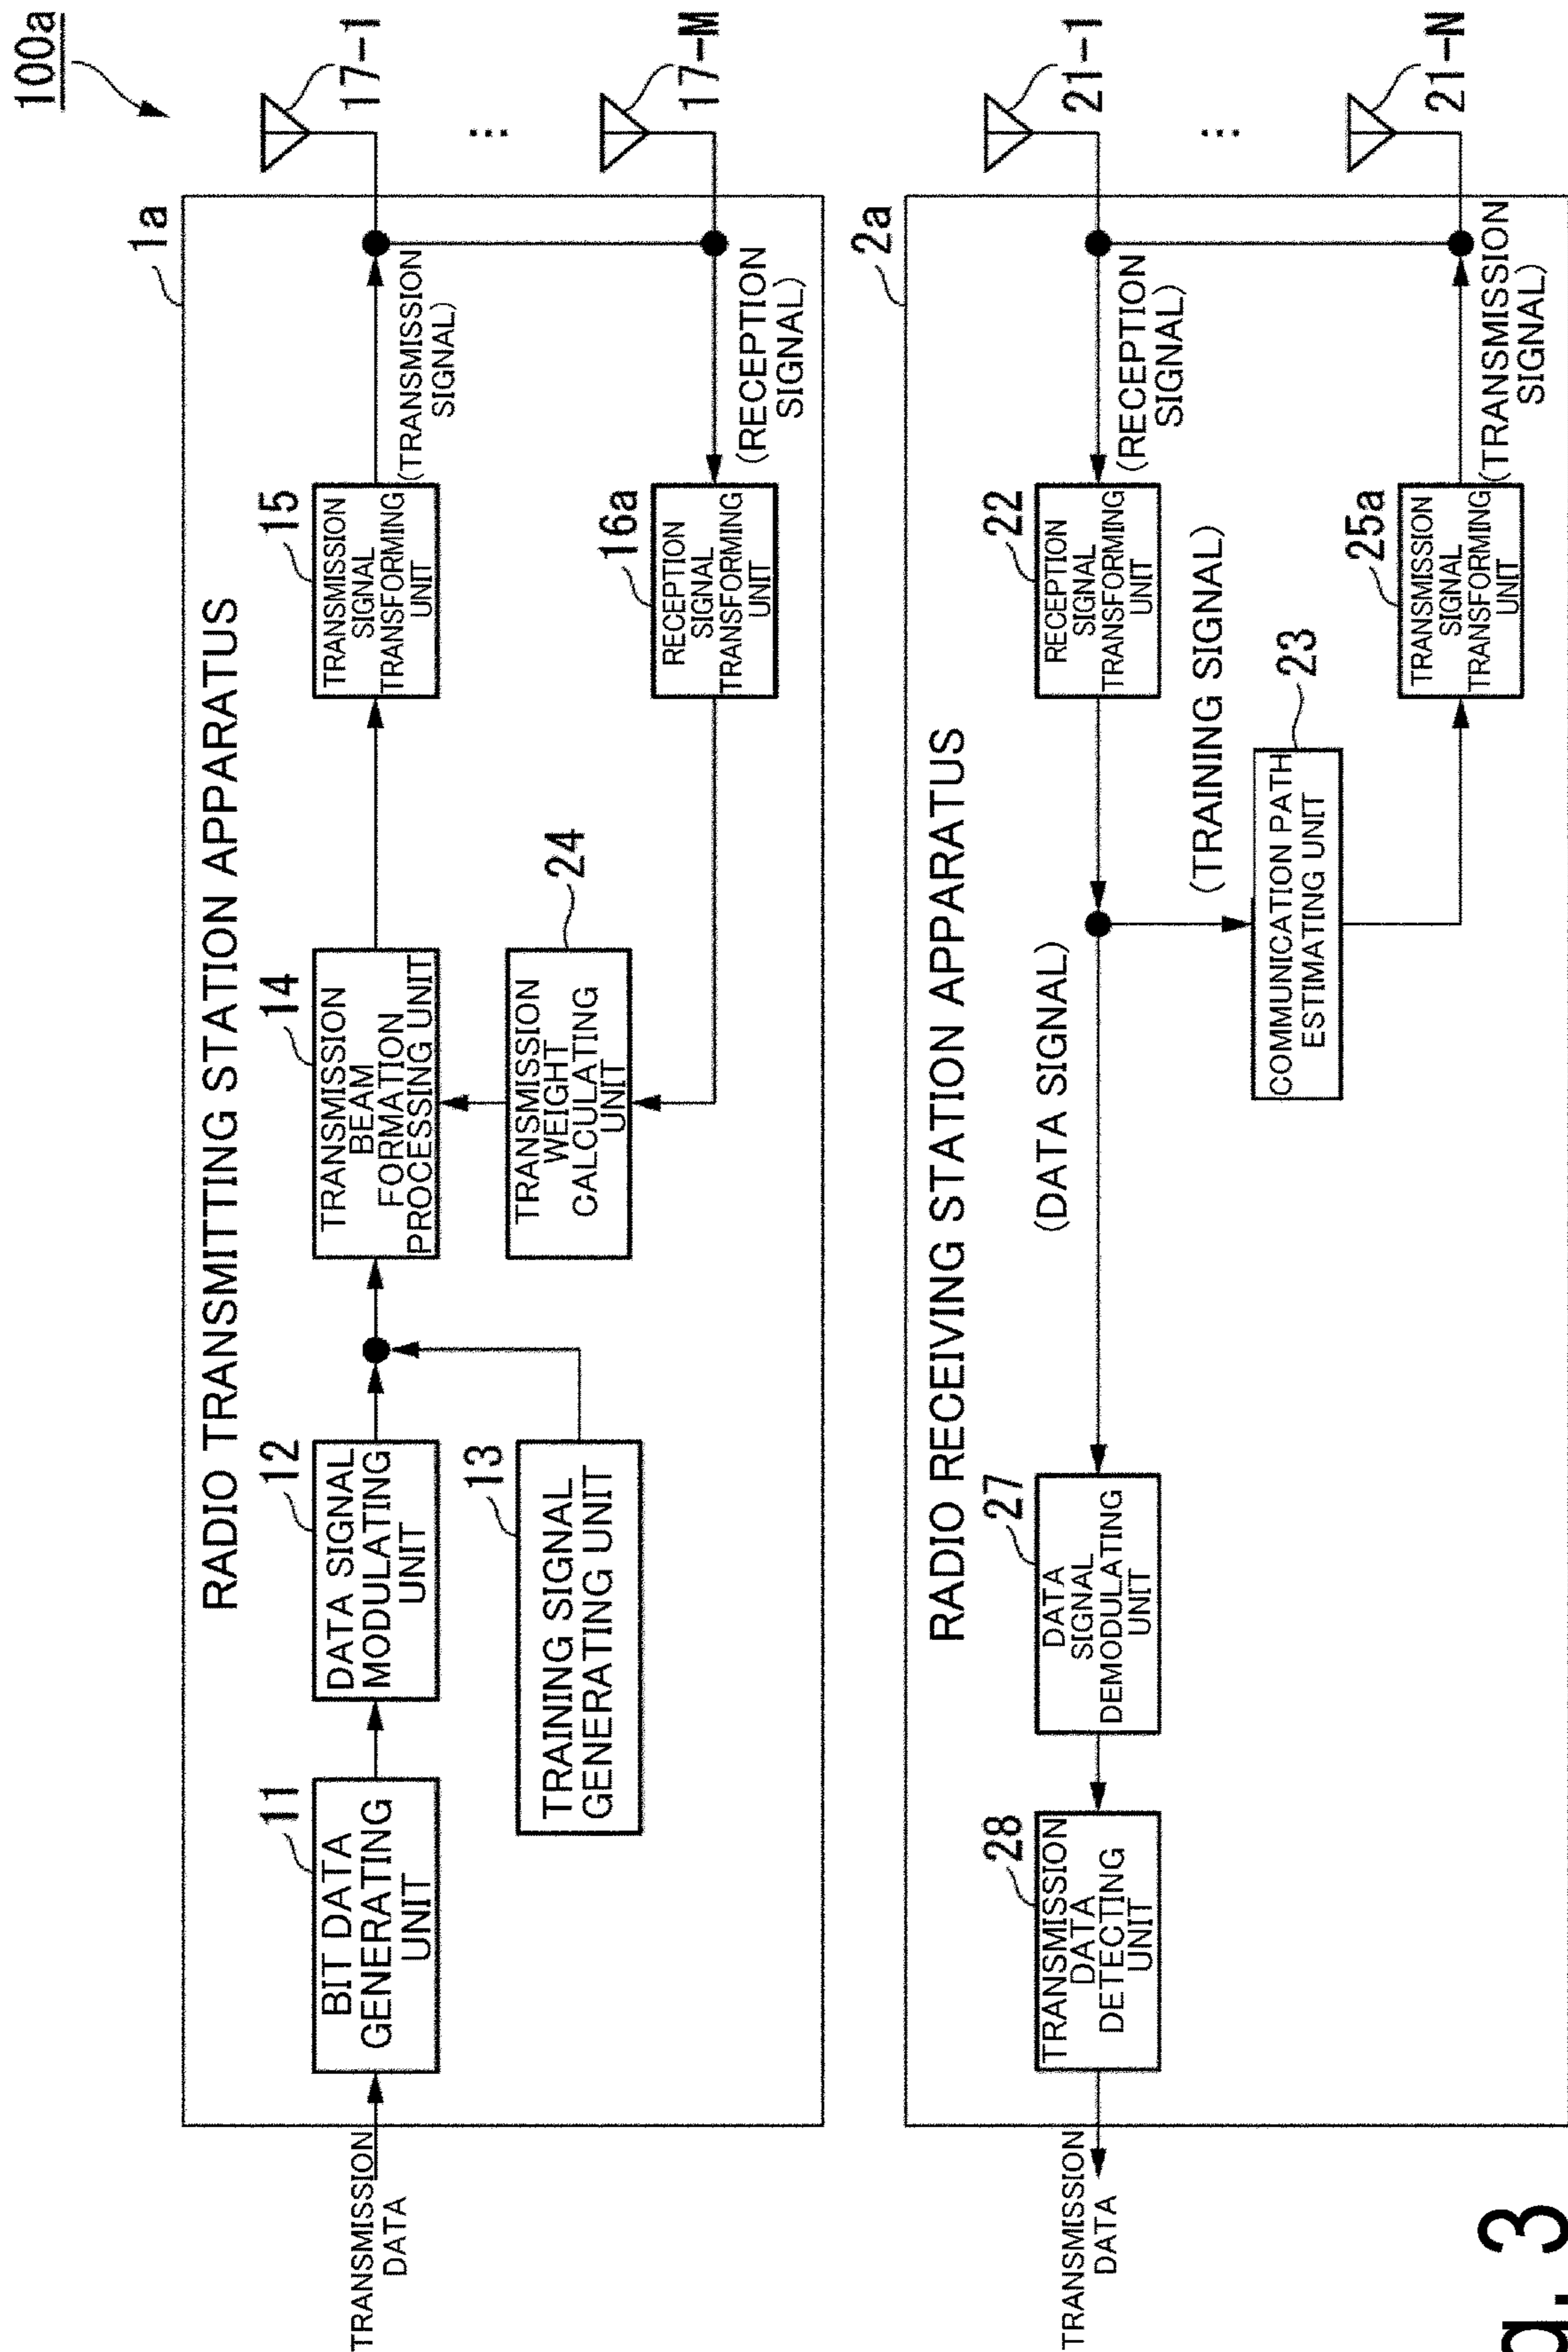 100a
RADIO TRANSMITTING STATION APPARATUS
1a
TRANSMISSION
DATA
11
BIT DATA
GENERATING
UNIT
12
DATA SIGNAL
MODULATING
UNIT
13
TRAINING SIGNAL
GENERATING UNIT
14
TRANSMISSION
BEAM
FORMATION
PROCESSING UNIT
24
TRANSMISSION
WEIGHT
CALCULATING
UNIT
15
TRANSMISSION
SIGNAL
TRANSFORMING
UNIT
(TRANSMISSION
SIGNAL)
16a
RECEPTION
SIGNAL
TRANSFORMING
UNIT
(RECEPTION
SIGNAL)
17-1
...
17-M
RADIO RECEIVING STATION APPARATUS
2a
TRANSMISSION
DATA
28
TRANSMISSION
DATA
DETECTING
UNIT
27
DATA
SIGNAL
DEMODULATING
UNIT
(DATA SIGNAL)
(TRAINING SIGNAL)
23
COMMUNICATION PATH
ESTIMATING UNIT
22
RECEPTION
SIGNAL
TRANSFORMING
UNIT
(RECEPTION
SIGNAL)
25a
TRANSMISSION
SIGNAL
TRANSFORMING
UNIT
(TRANSMISSION
SIGNAL)
21-1
...
21-N
g. 3